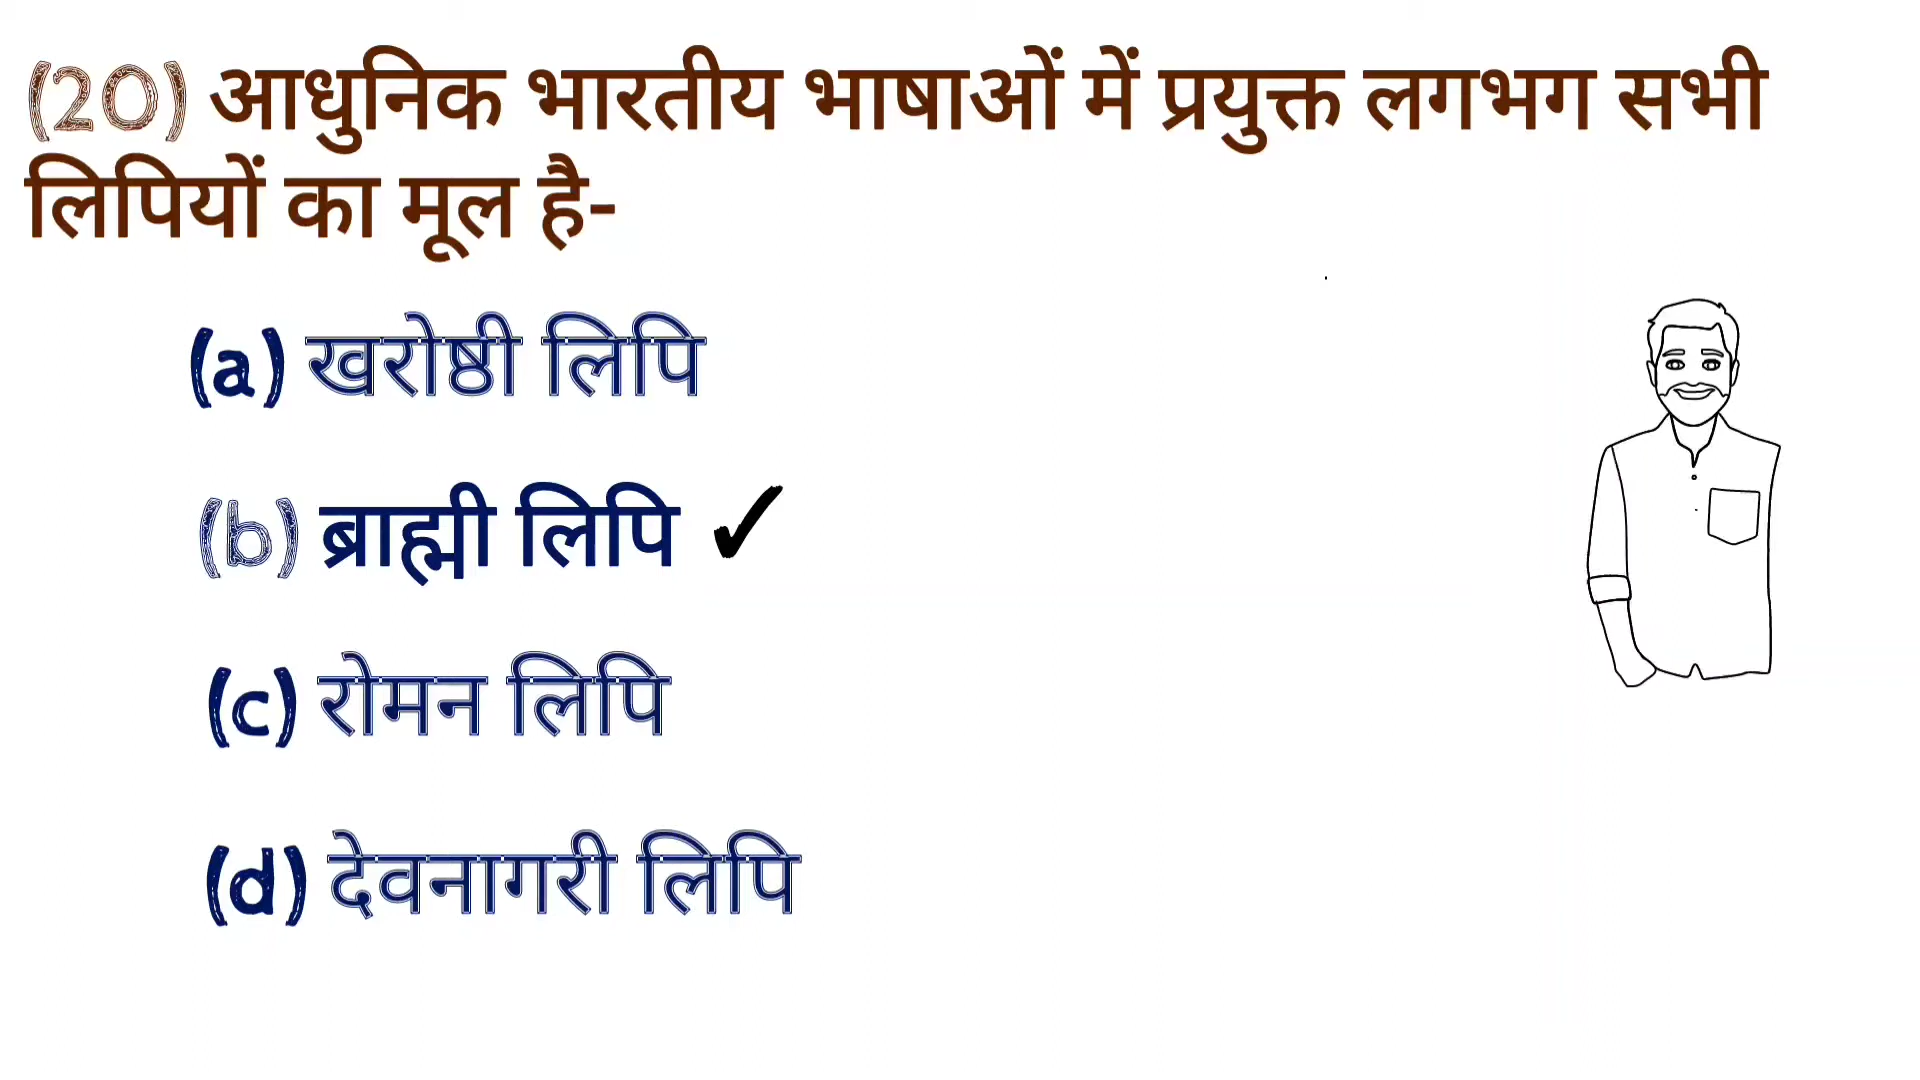 (20) आधुनिक भारतीय भाषाओं में प्रयुक्त लगभग सभी
लिपियों का मूल है-
(a) खरोष्ठी लिपि
(b) ब्राह्मी लिपि ✓
(c) रोमन लिपि
(d) देवनागरी लिपि